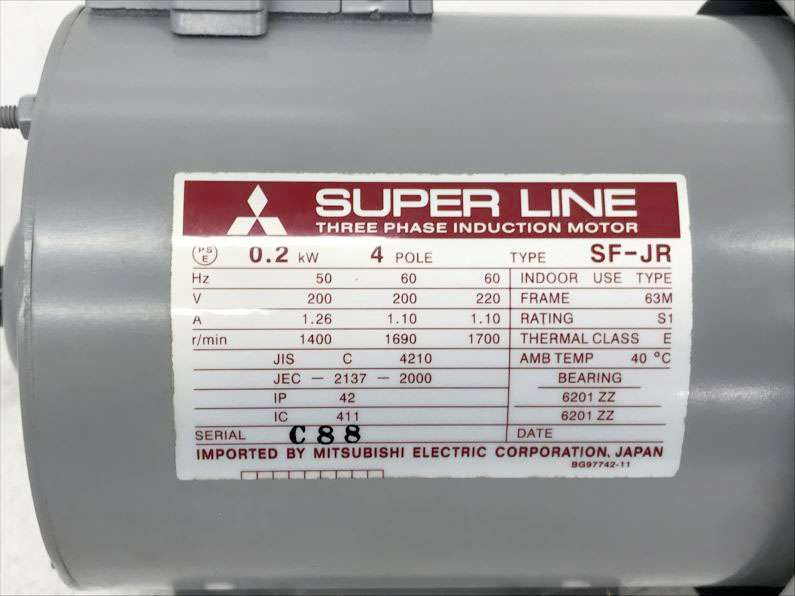 SUPER LINE
THREE PHASE INDUCTION MOTOR
PS E 0.2 kW 4 POLE TYPE SF-JR
Hz 50 60 60 INDOOR USE TYPE
V 200 200 220 FRAME 63M
A 1.26 1.10 1.10 RATING S1
r/min 1400 1690 1700 THERMAL CLASS E
JIS C 4210 AMB TEMP 40 °C
JEC — 2137 — 2000 BEARING
IP 42 6201 ZZ
IC 411 6201 ZZ
SERIAL C88 DATE
IMPORTED BY MITSUBISHI ELECTRIC CORPORATION, JAPAN
BG97742-11